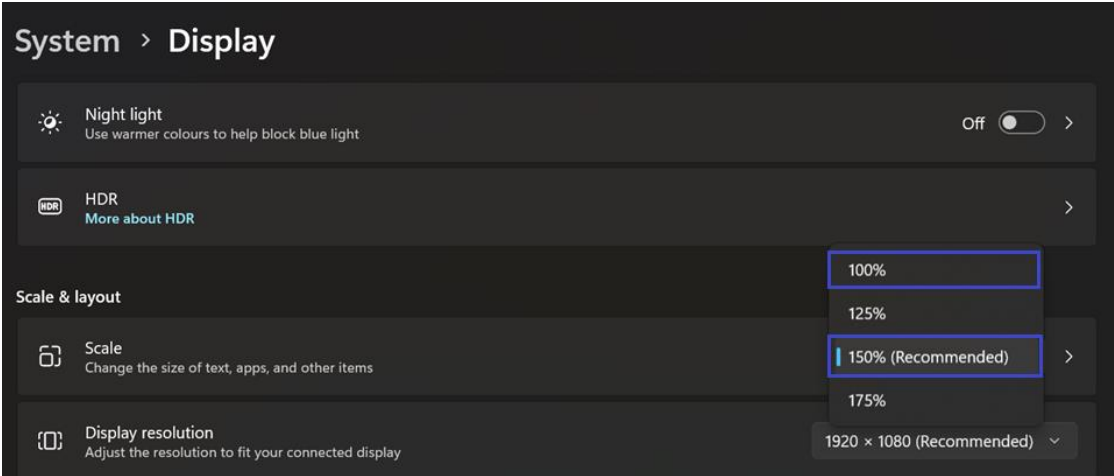 System > Display
Night light
Use warmer colours to help block blue light
Off
HDR
HDR
More about HDR
Scale & layout
100%
125%
150% (Recommended)
175%
Scale
Change the size of text, apps, and other items
Display resolution
Adjust the resolution to fit your connected display
1920 × 1080 (Recommended)